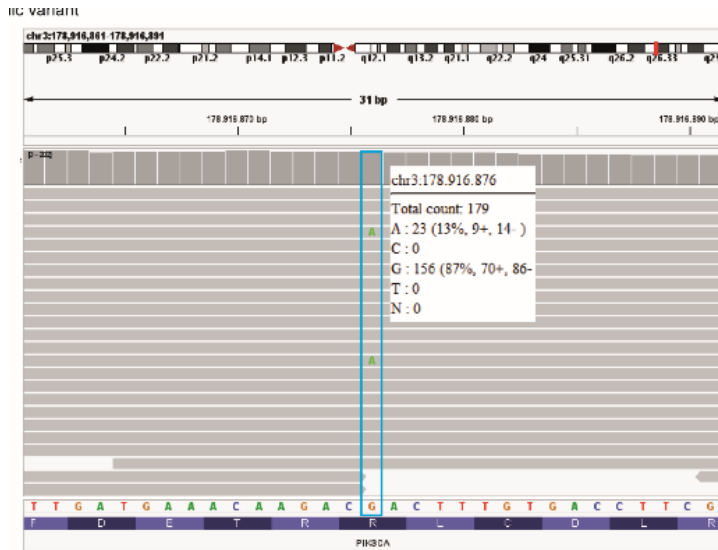 lic variant
chr3:178,916,861-178,916,891
p25.3 p24.2 p22.2 p21.2 p14.1 p12.3 p11.2 q12.1 q13.2 q21.1 q22.2 q24 q25.31 q26.2 q26.33
31 bp
178.916.870 bp 178.916.880 bp 178.916.890 bp
chr3:178.916.876
Total count: 179
A : 23 (13%, 9+, 14- )
C : 0
G : 156 (87%, 70+, 86-
T : 0
N : 0
A
A
T T G A T G A A A C A A G A C G A C T T T G T G A C C T T C G
F D E T R R L C D L R
PIK3CA